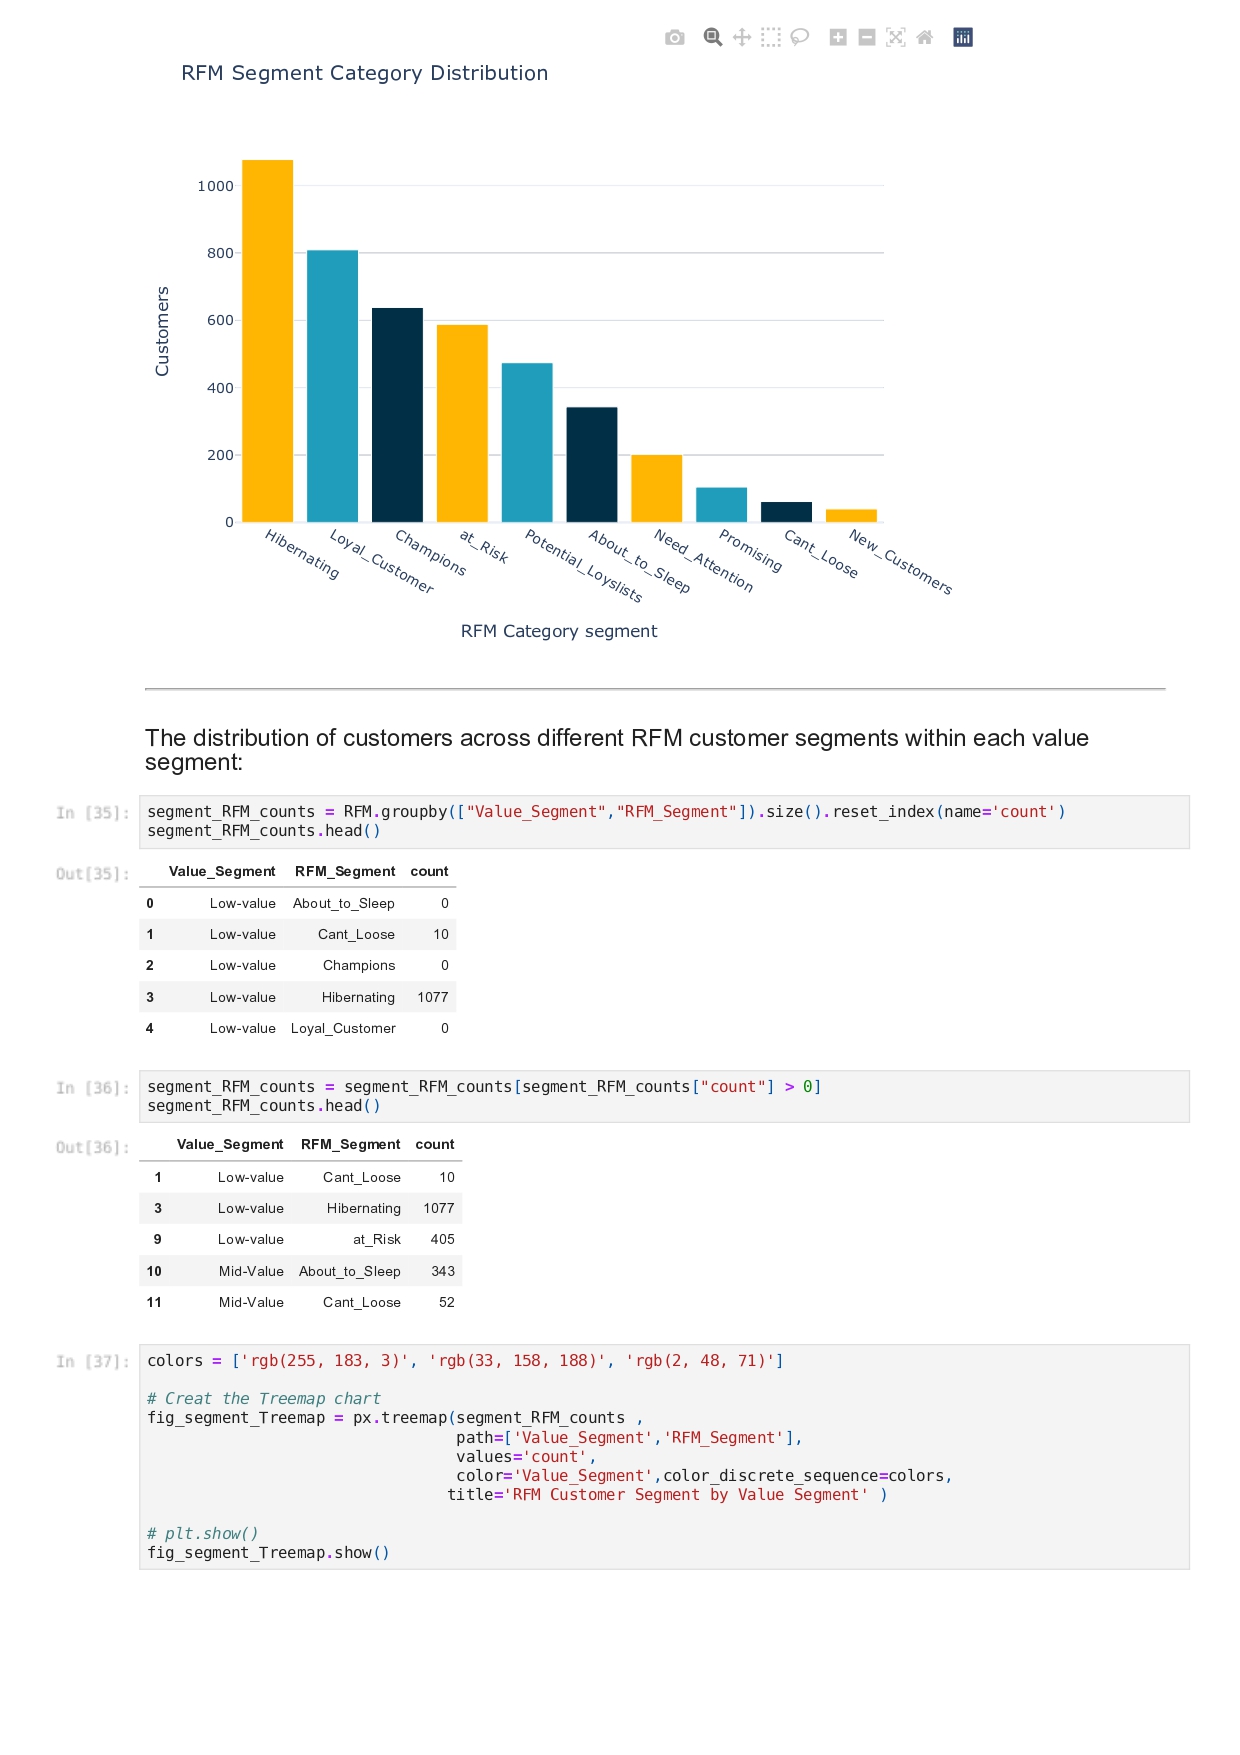 RFM Segment Category Distribution
1000
800
600
400
200
0
Customers
Hibernating
Loyal_Customer
Champions
at_Risk
Potential_Loyslists
About_to_Sleep
Need_Attention
Promising
Cant_Loose
New_Customers
RFM Category segment
The distribution of customers across different RFM customer segments within each value
segment:
In [35]: segment_RFM_counts = RFM.groupby(["Value_Segment","RFM_Segment"]).size().reset_index(name='count')
segment_RFM_counts.head()
Out[35]: Value_Segment RFM_Segment count
0 Low-value About_to_Sleep 0
1 Low-value Cant_Loose 10
2 Low-value Champions 0
3 Low-value Hibernating 1077
4 Low-value Loyal_Customer 0
In [36]: segment_RFM_counts = segment_RFM_counts[segment_RFM_counts["count"] > 0]
segment_RFM_counts.head()
Out[36]: Value_Segment RFM_Segment count
1 Low-value Cant_Loose 10
3 Low-value Hibernating 1077
9 Low-value at_Risk 405
10 Mid-Value About_to_Sleep 343
11 Mid-Value Cant_Loose 52
In [37]: colors = ['rgb(255, 183, 3)', 'rgb(33, 158, 188)', 'rgb(2, 48, 71)']
# Creat the Treemap chart
fig_segment_Treemap = px.treemap(segment_RFM_counts ,
path=['Value_Segment','RFM_Segment'],
values='count',
color='Value_Segment',color_discrete_sequence=colors,
title='RFM Customer Segment by Value Segment' )
# plt.show()
fig_segment_Treemap.show()